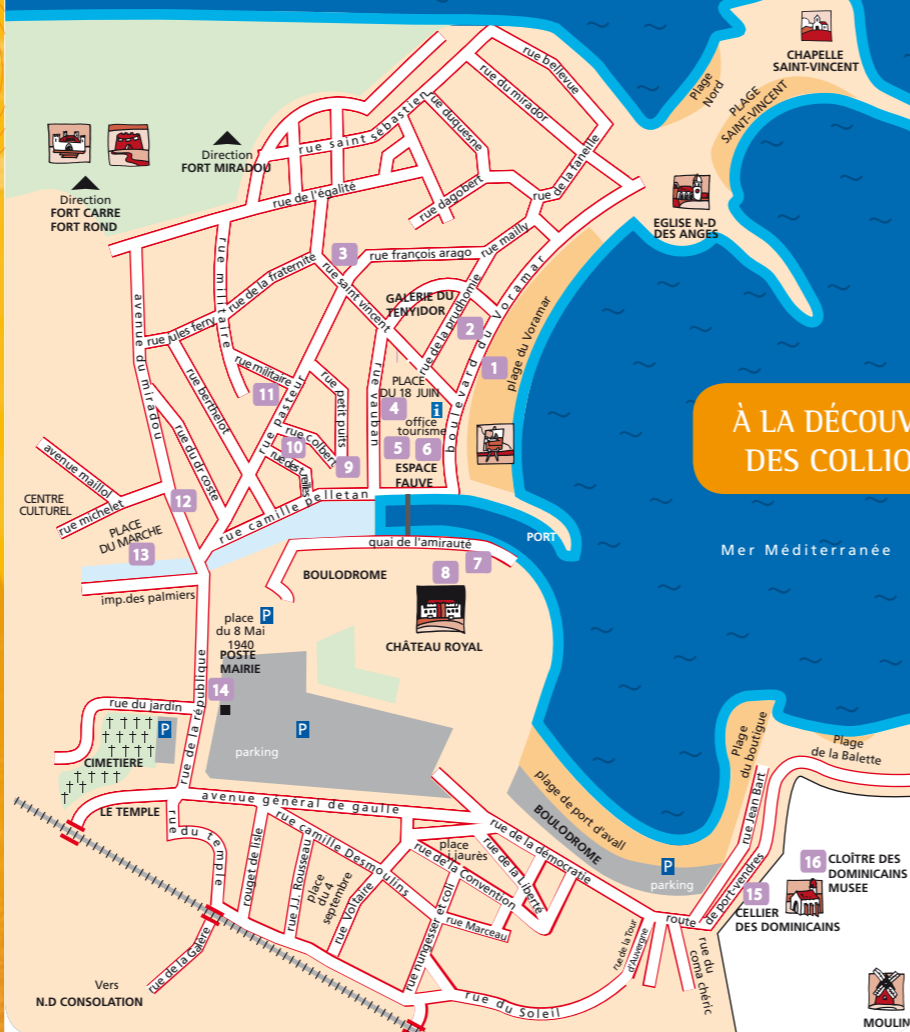 CHAPELLE
SAINT-VINCENT
Plage
Nord
PLAGE
SAINT-VINCENT
EGLISE N-D
DES ANGES
rue bellevue
rue du mirador
rue duquesne
rue saint sébastien
rue de la fanelle
rue dagobert
Direction
FORT MIRADOU
Direction
FORT CARRE
FORT ROND
rue de l'égalité
rue mailly
rue françois arago
3
rue de la fraternité
rue saint vincent
rue militaire
GALERIE DU
TENYIDOR
rue de la prudhomie
boulevard du Voramar
plage du Voramar
2
1
avenue du miradou
rue Jules ferry
rue berthelot
rue militaire
11
rue pasteur
rue petit puits
rue vauban
PLACE
DU 18 JUIN
4
i
office
tourisme
5
6
ESPACE
FAUVE
À LA DÉCOUV
DES COLLIO
rue colbert
10
9
rue du dr coste
avenue maillol
rue michelet
CENTRE
CULTUREL
12
PLACE
DU MARCHE
13
rue camille pelletan
PORT
Mer Méditerranée
quai de l'amirauté
7
8
BOULODROME
CHÂTEAU ROYAL
imp.des palmiers
place
du 8 Mai
1940
P
POSTE
MAIRIE
14
rue de la république
rue du jardin
P
P
parking
CIMETIERE
LE TEMPLE
avenue général de gaulle
rue du temple
rouget de lisle
rue J.J. Rousseau
rue camille Desmoulins
place
du 4
septembre
rue Voltaire
place
j.jaurès
rue de la Convention
rue de la Liberté
rue de la démocratie
rue Marceau
rue nungesser et coli
plage de port d'avall
BOULODROME
P
parking
Plage
du boutigue
Plage
de la Balette
rue Jean Bart
route de port-vendres
16
CLOÎTRE DES
DOMINICAINS
MUSEE
15
CELLIER
DES DOMINICAINS
rue de la Tour
d'Auvergne
rue du
coma chéric
rue du Soleil
rue de la Galère
Vers
N.D CONSOLATION
MOULIN